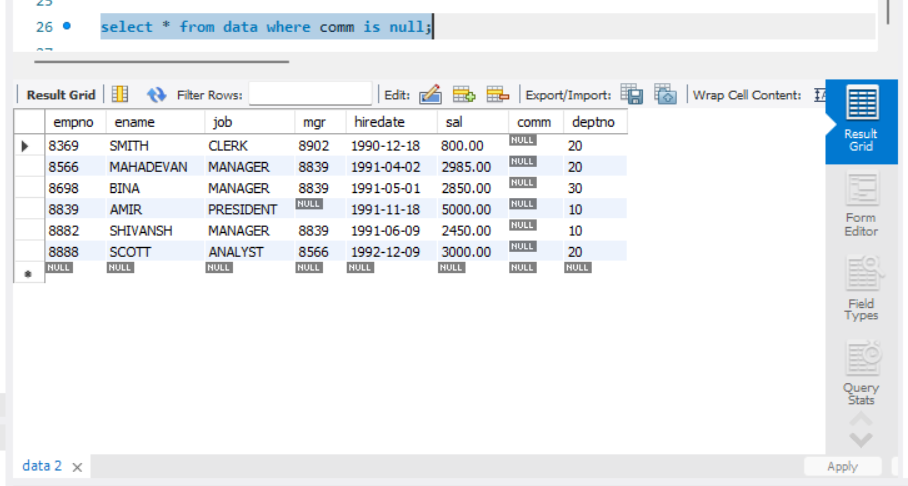 25
26 select * from data where comm is null;
Result Grid Filter Rows: Edit: Export/Import: Wrap Cell Content:
empno ename job mgr hiredate sal comm deptno
8369 SMITH CLERK 8902 1990-12-18 800.00 NULL 20
8566 MAHADEVAN MANAGER 8839 1991-04-02 2985.00 NULL 20
8698 BINA MANAGER 8839 1991-05-01 2850.00 NULL 30
8839 AMIR PRESIDENT NULL 1991-11-18 5000.00 NULL 10
8882 SHIVANSH MANAGER 8839 1991-06-09 2450.00 NULL 10
8888 SCOTT ANALYST 8566 1992-12-09 3000.00 NULL 20
NULL NULL NULL NULL NULL NULL NULL NULL
Result
Grid
Form
Editor
Field
Types
Query
Stats
data 2
Apply